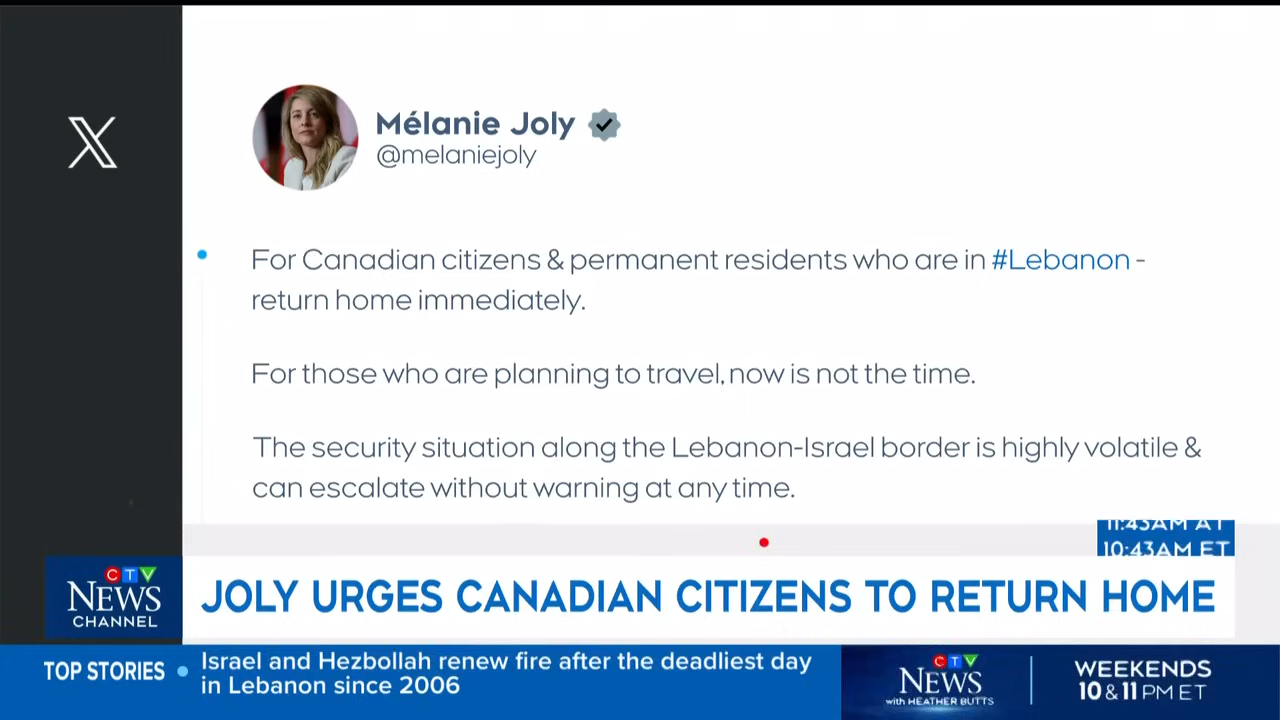 X
Mélanie Joly
@melaniejoly
For Canadian citizens & permanent residents who are in #Lebanon -
return home immediately.
For those who are planning to travel, now is not the time.
The security situation along the Lebanon-Israel border is highly volatile &
can escalate without warning at any time.
11:43AM AT
10:43AM ET
CTV
NEWS
CHANNEL
JOLY URGES CANADIAN CITIZENS TO RETURN HOME
TOP STORIES • Israel and Hezbollah renew fire after the deadliest day
in Lebanon since 2006
CTV
NEWS
with HEATHER BUTTS
WEEKENDS
10 & 11 PM ET